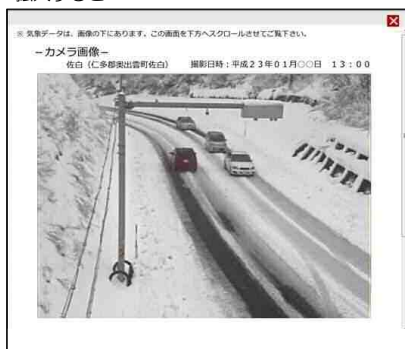 ※ 気象データは、画像の下にあります。この画面を下方へスクロールさせてご覧下さい。
－カメラ画像－
佐白（仁多郡奥出雲町佐白） 撮影日時：平成２３年０１月○○日 １３：００